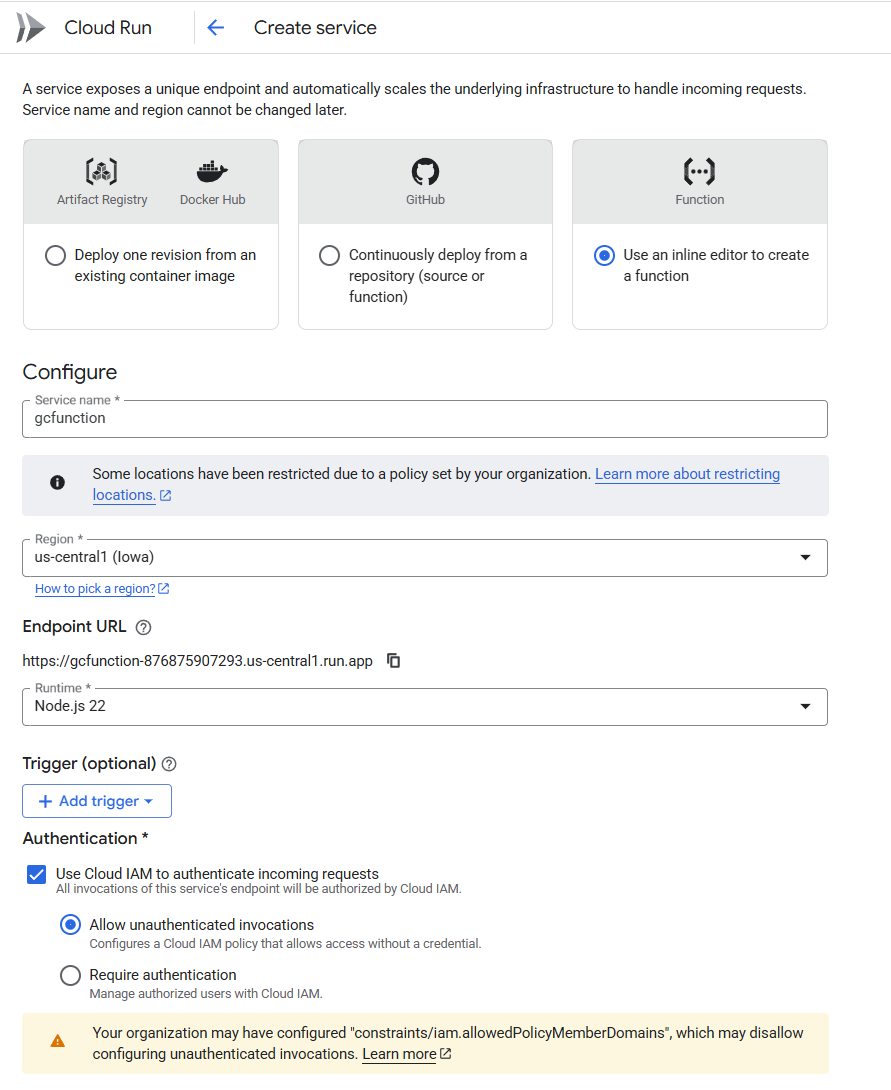 Cloud Run
Create service
A service exposes a unique endpoint and automatically scales the underlying infrastructure to handle incoming requests.
Service name and region cannot be changed later.
Artifact Registry
Docker Hub
Deploy one revision from an
existing container image
GitHub
Continuously deploy from a
repository (source or
function)
Function
Use an inline editor to create
a function
Configure
Service name *
gcfunction
Some locations have been restricted due to a policy set by your organization. Learn more about restricting
locations.
Region *
us-central1 (Iowa)
How to pick a region?
Endpoint URL
https://gcfunction-876875907293.us-central1.run.app
Runtime *
Node.js 22
Trigger (optional)
Add trigger
Authentication *
Use Cloud IAM to authenticate incoming requests
All invocations of this service's endpoint will be authorized by Cloud IAM.
Allow unauthenticated invocations
Configures a Cloud IAM policy that allows access without a credential.
Require authentication
Manage authorized users with Cloud IAM.
Your organization may have configured "constraints/iam.allowedPolicyMemberDomains", which may disallow
configuring unauthenticated invocations. Learn more